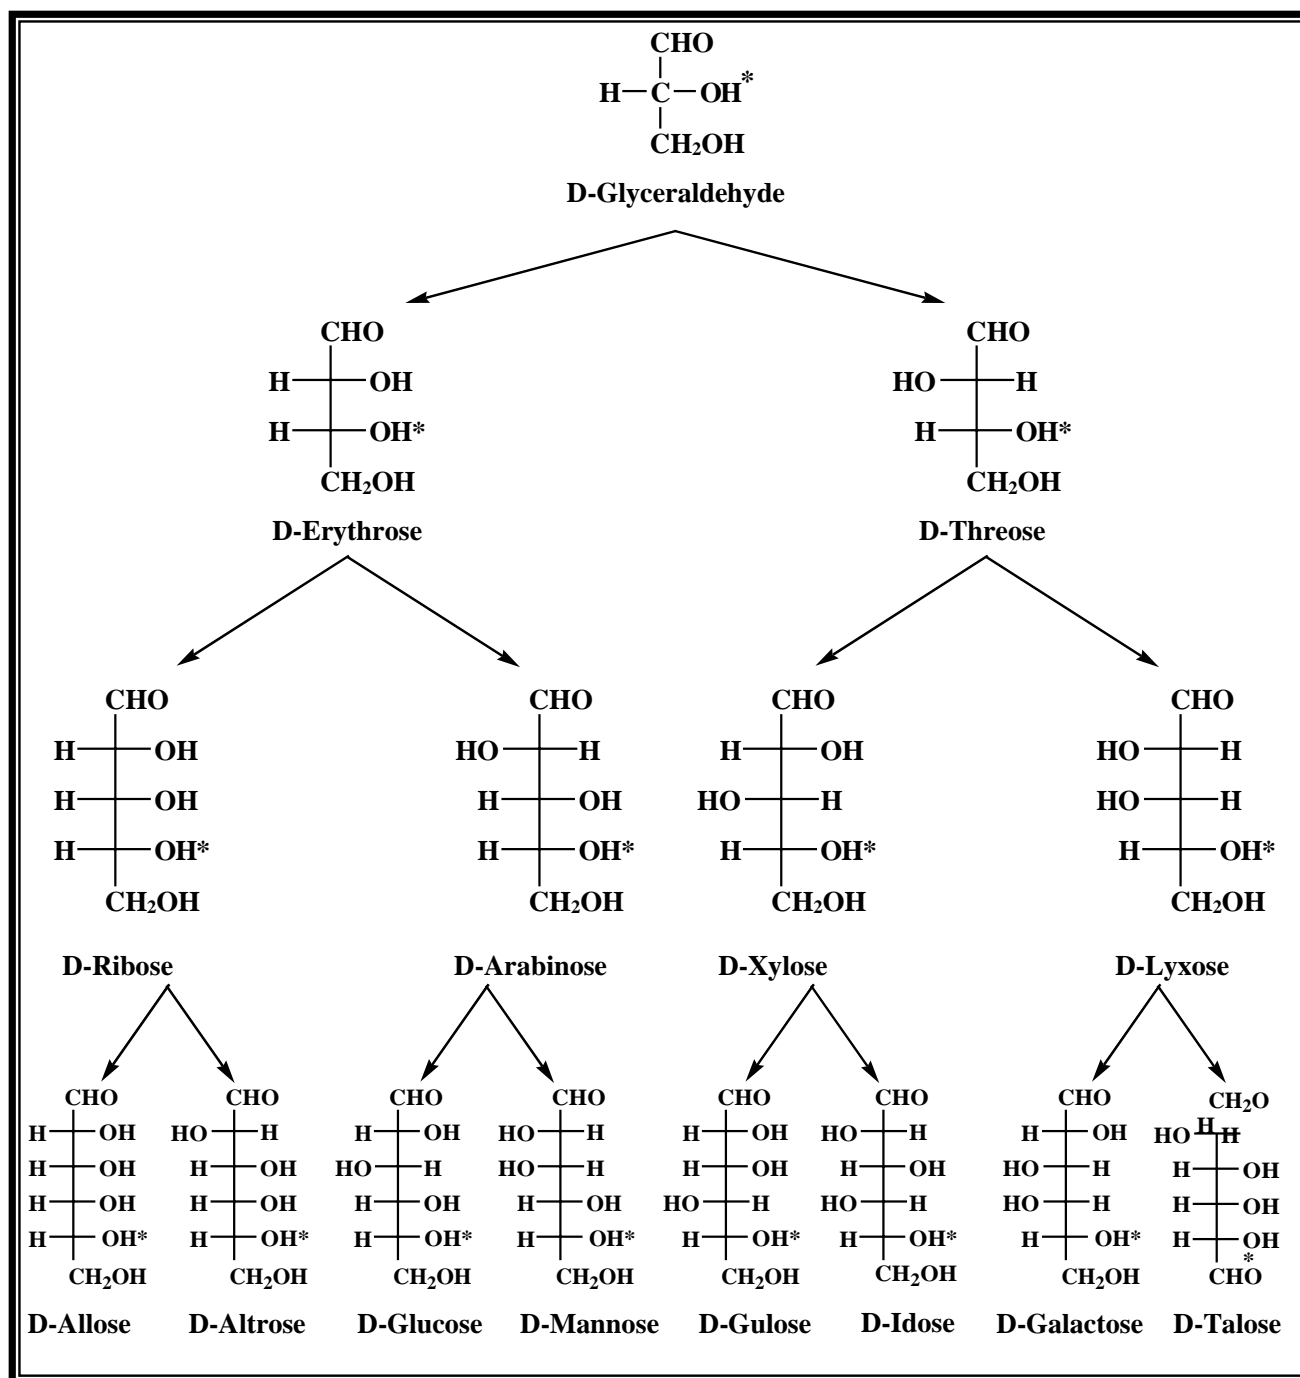 CHO
H C OH*
CH₂OH
D-Glyceraldehyde
CHO CHO
H OH HO H
H OH* H OH*
CH₂OH CH₂OH
D-Erythrose D-Threose
CHO CHO CHO CHO
H OH HO H H OH HO H
H OH H OH HO H HO H
H OH* H OH* H OH* H OH*
CH₂OH CH₂OH CH₂OH CH₂OH
D-Ribose D-Arabinose D-Xylose D-Lyxose
CHO CHO CHO CHO CHO CHO CHO CH₂O
H OH HO H H OH HO H H OH HO H H OH HO H H
H OH H OH HO H HO H H OH H OH HO H H OH
H OH H OH H OH H OH HO H HO H HO H H OH
H OH* H OH* H OH* H OH* H OH* H OH* H OH* H OH
CH₂OH CH₂OH CH₂OH CH₂OH CH₂OH CH₂OH CH₂OH CHO*
D-Allose D-Altrose D-Glucose D-Mannose D-Gulose D-Idose D-Galactose D-Talose